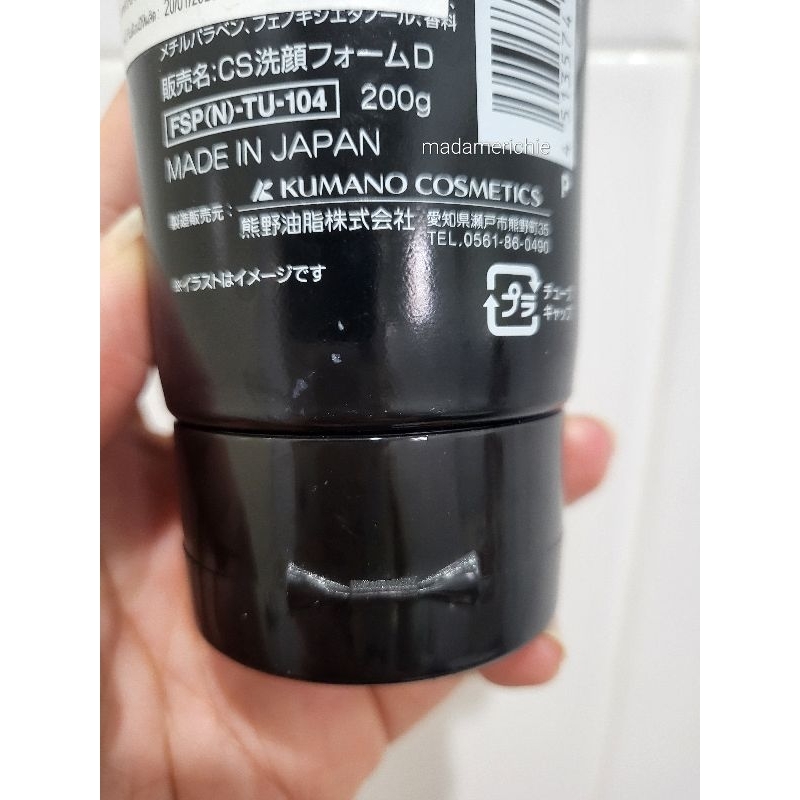 20/01/202
メチルパラベン、フェノキシエタノール、香料
販売名:CS洗顔フォームD
FSP(N)-TU-104 200g
MADE IN JAPAN
madamerichie
KUMANO COSMETICS
製造販売元:
熊野油脂株式会社 愛知県瀬戸市熊野町35
TEL.0561-86-0490
※イラストはイメージです
プラ
チューブ
キャップ